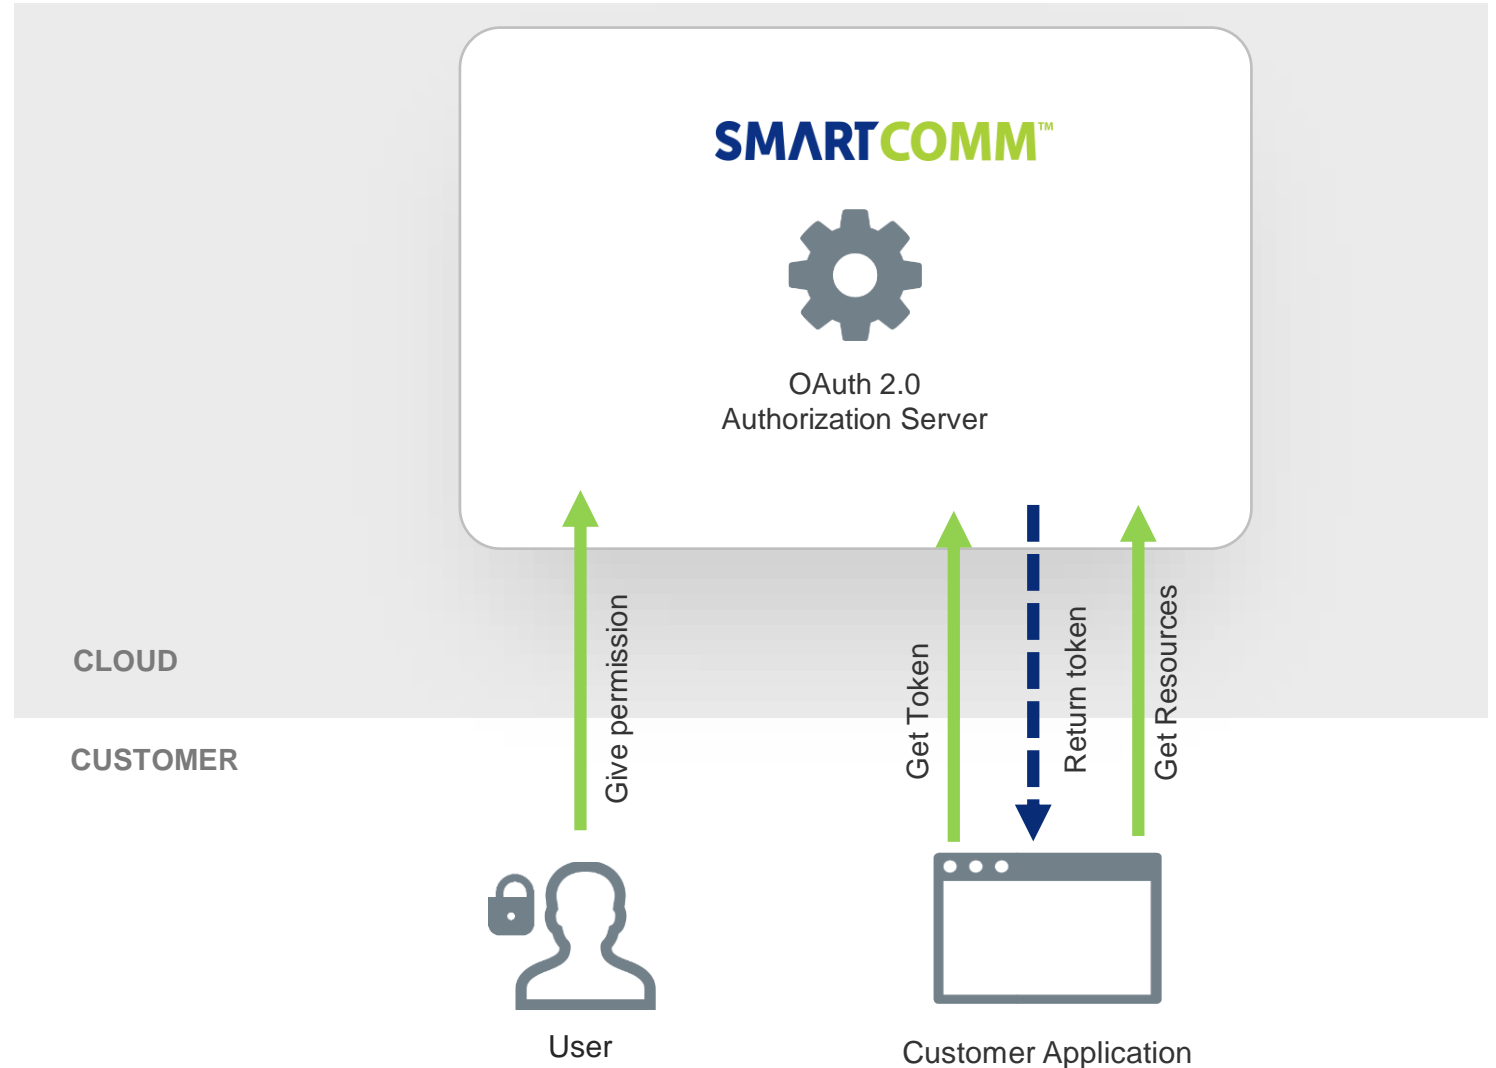 SMARTCOMM™
OAuth 2.0
Authorization Server
Give permission
Get Token
Return token
Get Resources
CLOUD
CUSTOMER
User
Customer Application